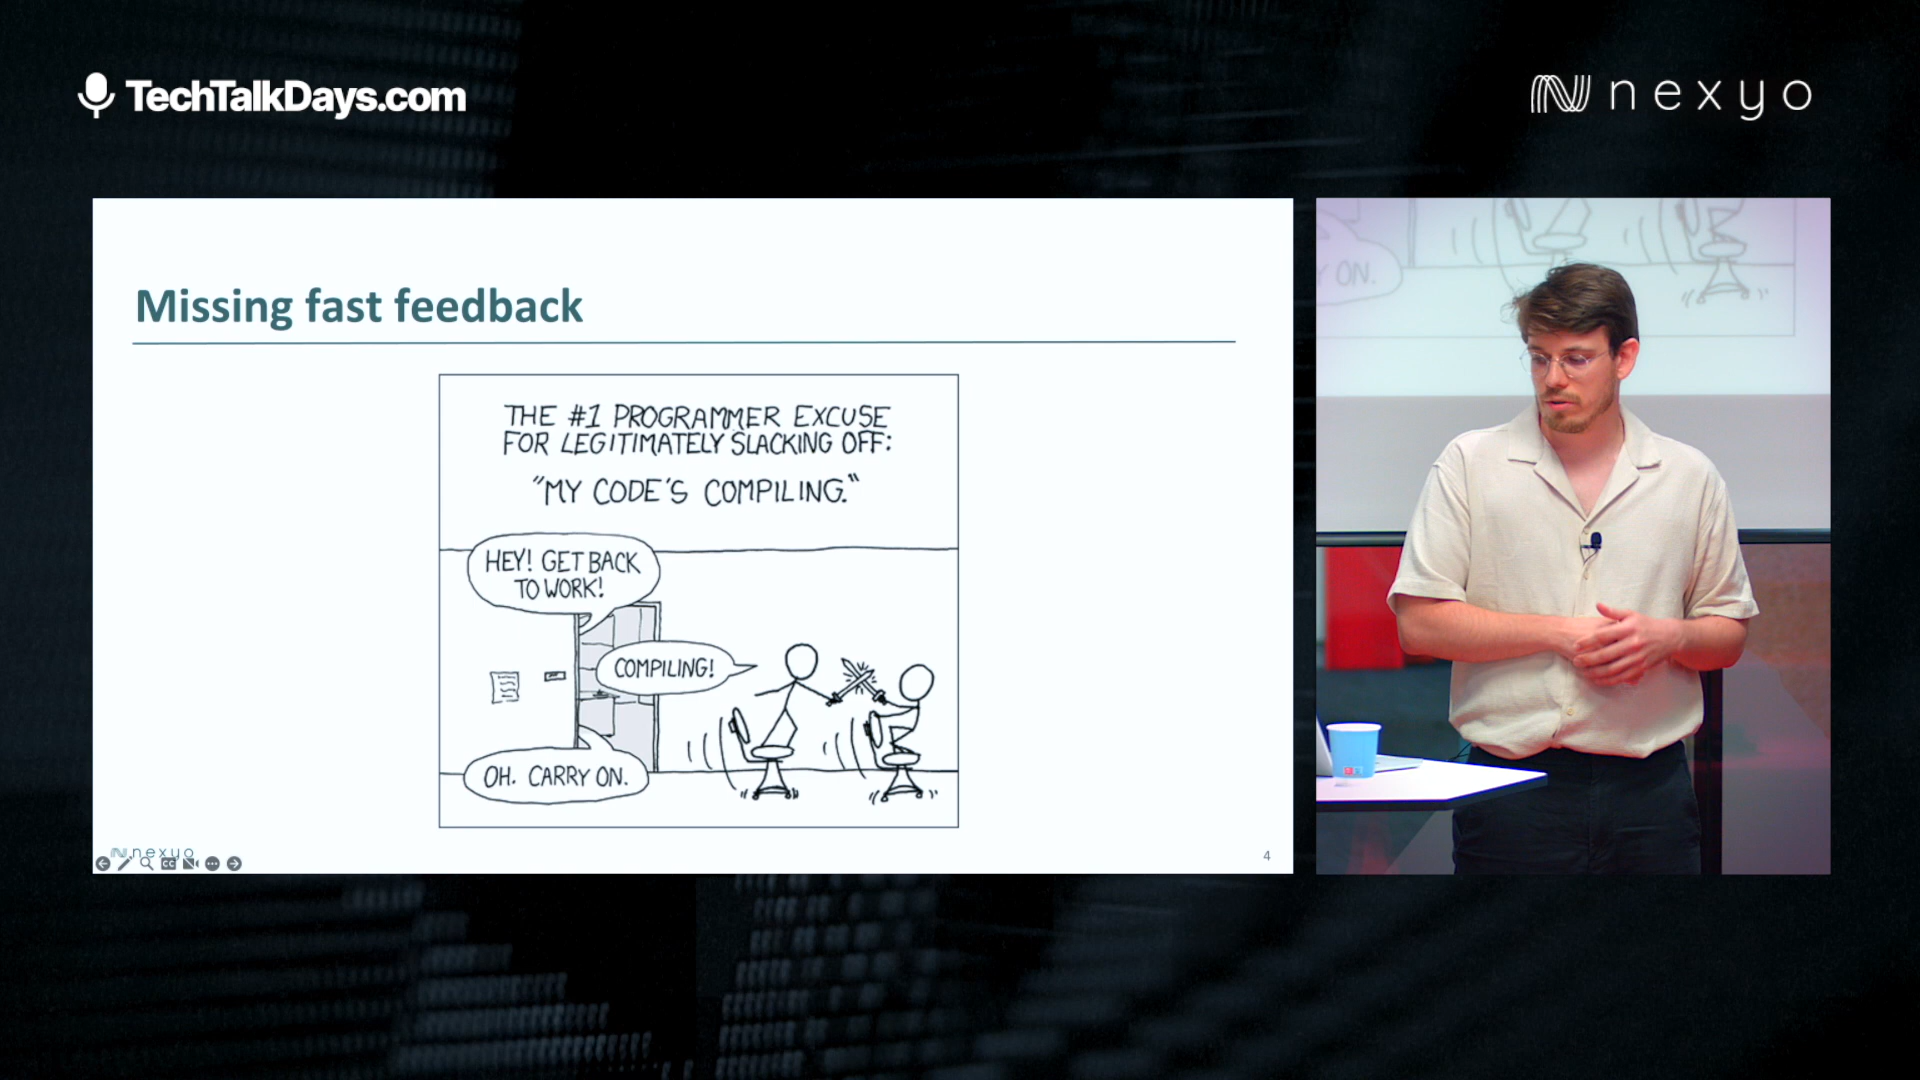 TechTalkDays.com
nexyo
Missing fast feedback
THE #1 PROGRAMMER EXCUSE
FOR LEGITIMATELY SLACKING OFF:
"MY CODE'S COMPILING."
HEY! GET BACK
TO WORK!
COMPILING!
OH. CARRY ON.
nexyo
4
Y ON.